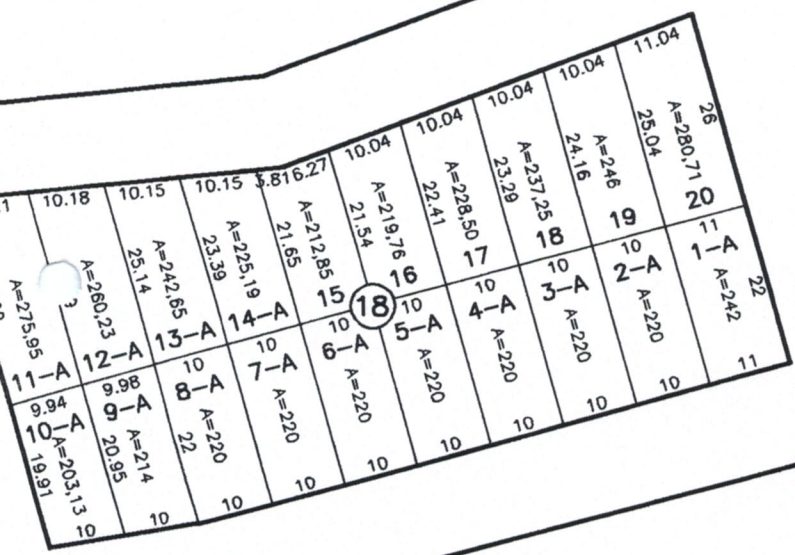 11.04
10.04
10.04
10.04
10.04
10.04
3.816.27
10.15
10.15
10.18
A=275,95
11-A
A=260,23
12-A
25.14
A=242,65
13-A
23.39
A=225,19
14-A
21.65
A=212,85
15
21.54
A=219,76
16
22.41
A=228,50
17
23.29
A=237,25
18
24.16
A=246
19
25.04
A=280,71
20
26
18
9.94
10-A
A=203,13
19.91
10
9.98
9-A
A=214
20.95
10
10
8-A
A=220
22
10
10
7-A
A=220
10
10
6-A
A=220
10
10
5-A
A=220
10
10
4-A
A=220
10
10
3-A
A=220
10
10
2-A
A=220
10
11
1-A
A=242
22
11